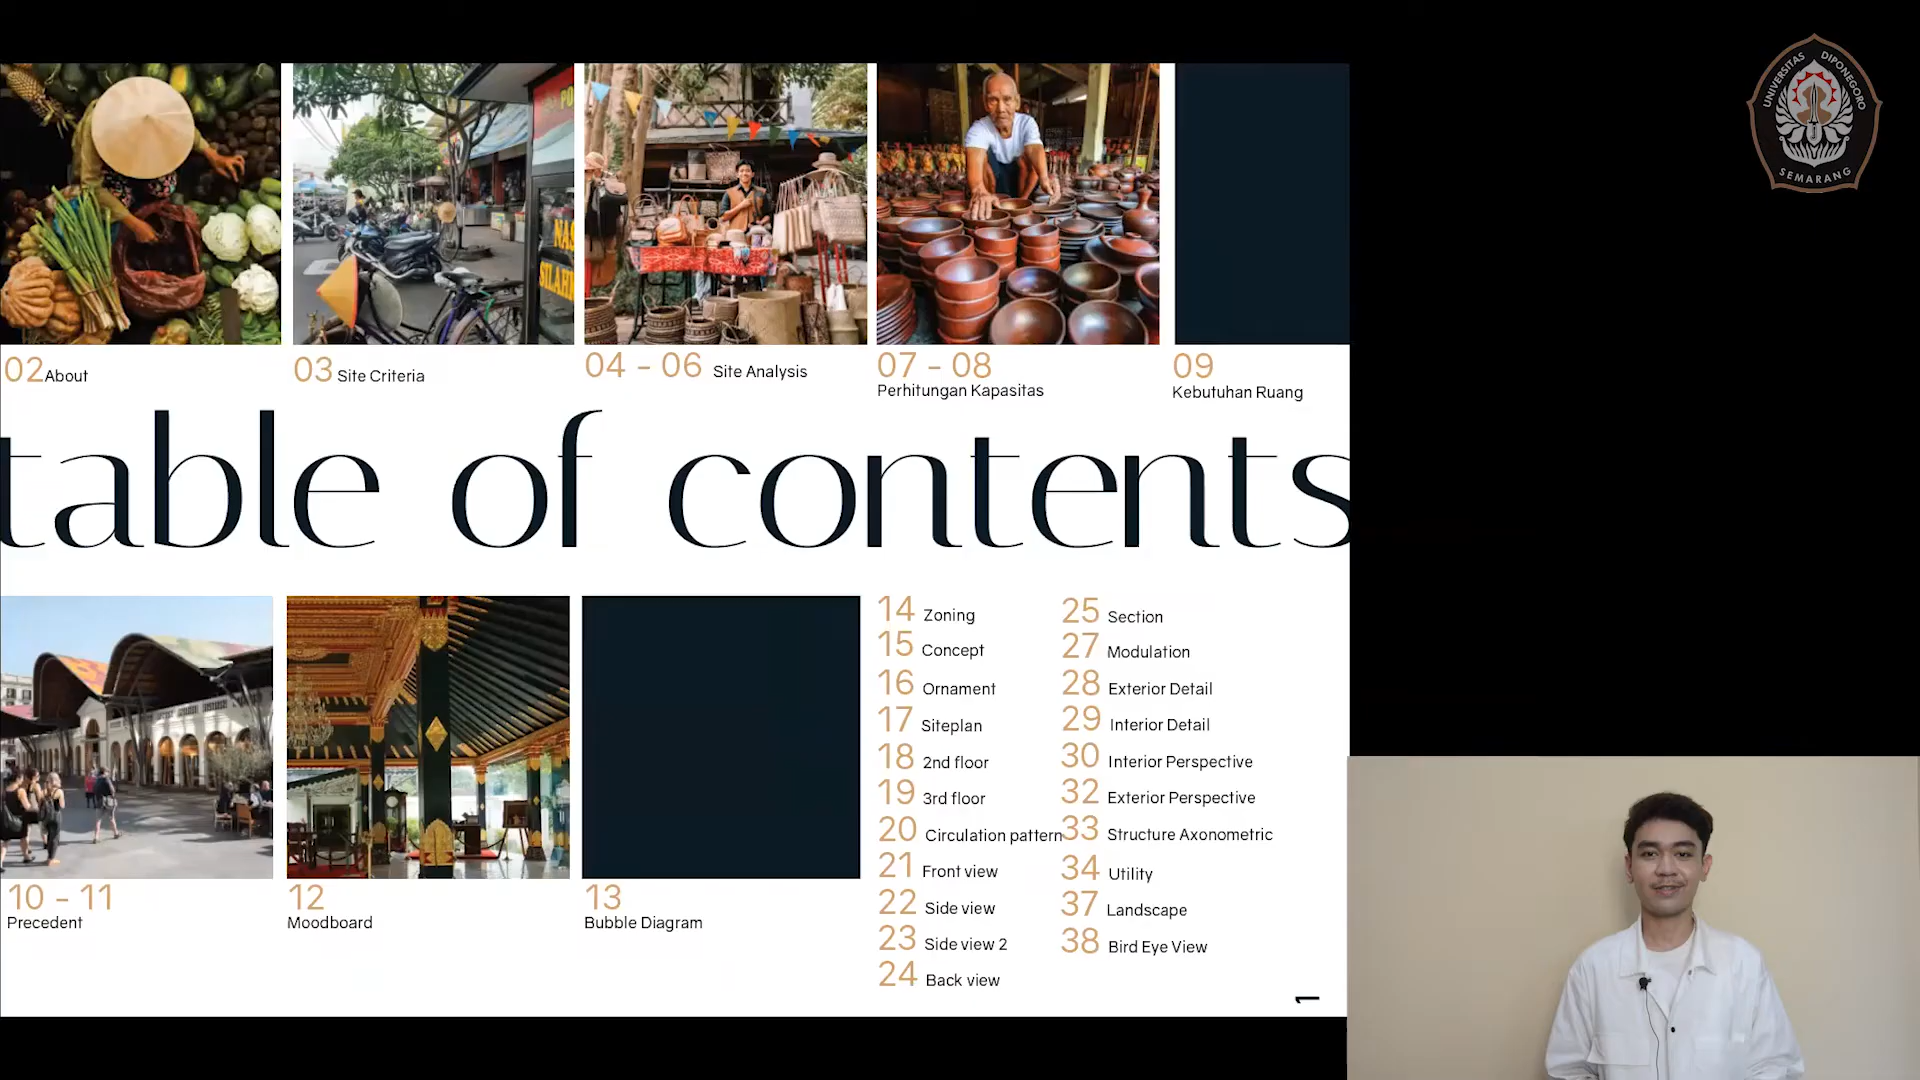 UNIVERSITAS DIPONEGORO
SEMARANG
02 About
03 Site Criteria
04 - 06 Site Analysis
07 - 08
Perhitungan Kapasitas
09
Kebutuhan Ruang
table of contents
10 - 11
Precedent
12
Moodboard
13
Bubble Diagram
14 Zoning
15 Concept
16 Ornament
17 Siteplan
18 2nd floor
19 3rd floor
20 Circulation pattern
21 Front view
22 Side view
23 Side view 2
24 Back view
25 Section
27 Modulation
28 Exterior Detail
29 Interior Detail
30 Interior Perspective
32 Exterior Perspective
33 Structure Axonometric
34 Utility
37 Landscape
38 Bird Eye View
1